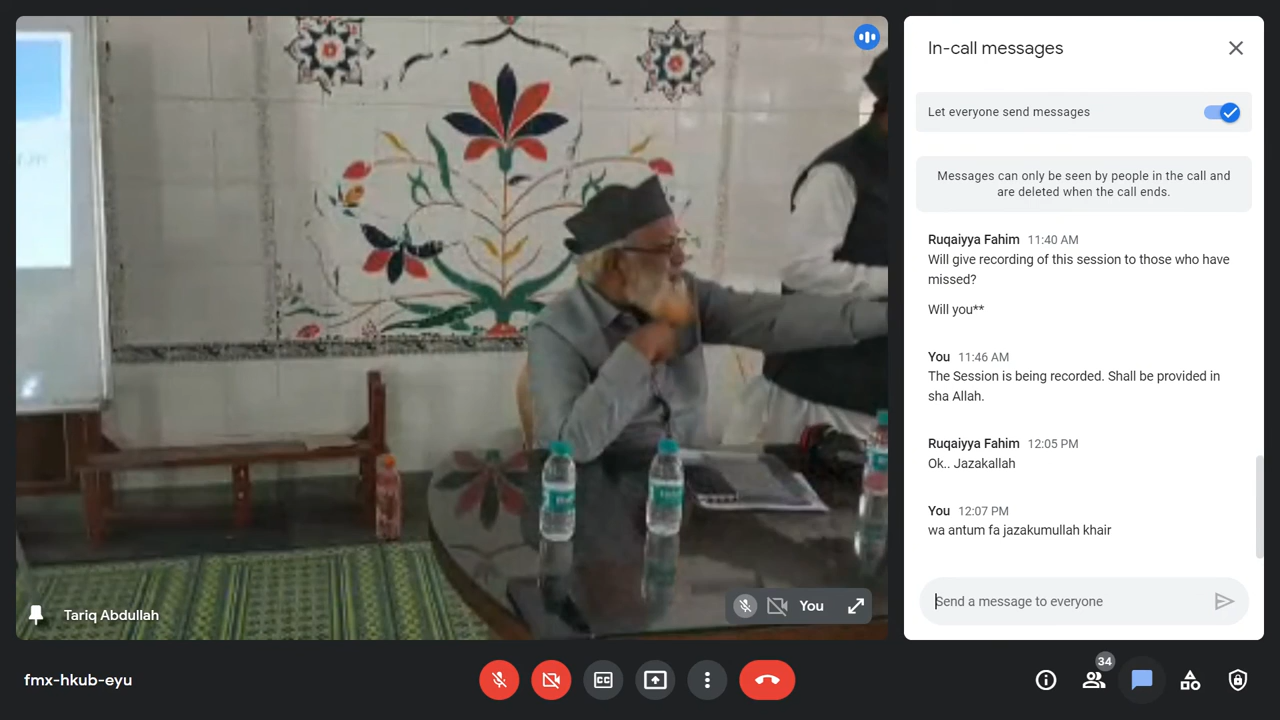 In-call messages
Let everyone send messages
Messages can only be seen by people in the call and
are deleted when the call ends.
Ruqaiyya Fahim 11:40 AM
Will give recording of this session to those who have
missed?
Will you**
You 11:46 AM
The Session is being recorded. Shall be provided in
sha Allah.
Ruqaiyya Fahim 12:05 PM
Ok.. Jazakallah
You 12:07 PM
wa antum fa jazakumullah khair
Send a message to everyone
Tariq Abdullah
You
fmx-hkub-eyu
34